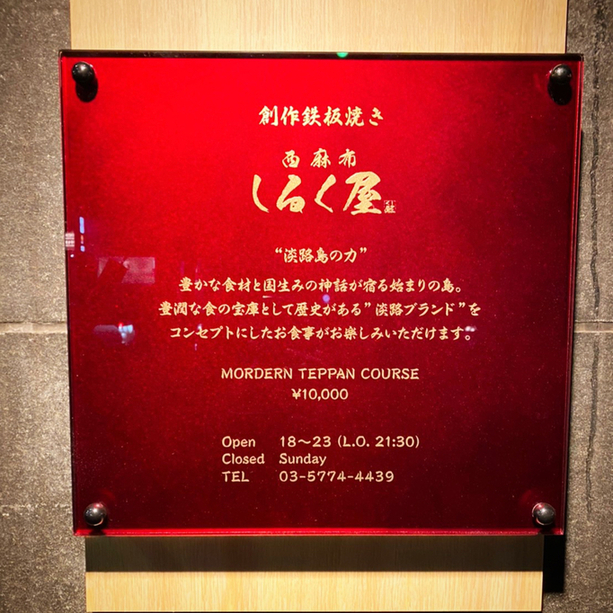 創作鉄板焼き
西麻布
しるく屋
“淡路島の力”
豊かな食材と国生みの神話が宿る始まりの島。
豊潤な食の宝庫として歴史がある”淡路ブランド”を
コンセプトにしたお食事がお楽しみいただけます。
MORDERN TEPPAN COURSE
¥10,000
Open 18〜23 (L.O. 21:30)
Closed Sunday
TEL 03-5774-4439